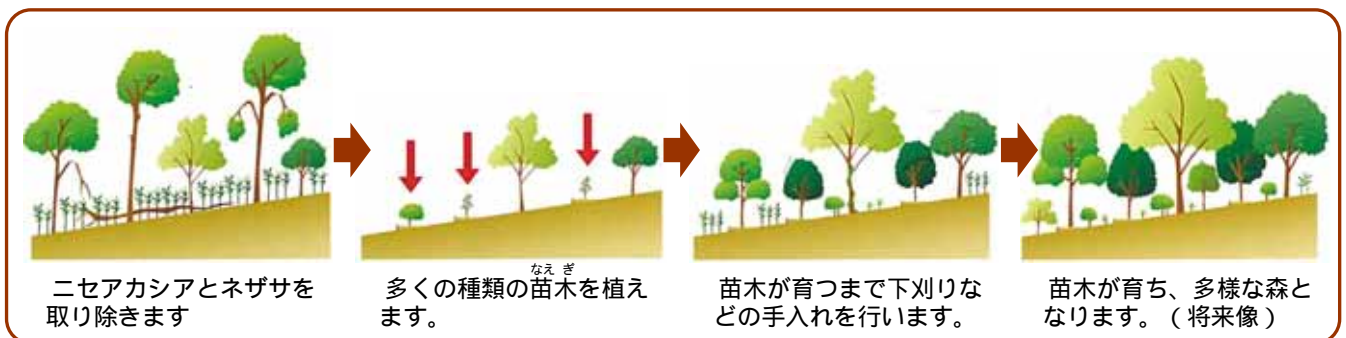 ニセアカシアとネザサを
取り除きます
なえ ぎ
多くの種類の苗木を植え
ます。
苗木が育つまで下刈りな
どの手入れを行います。
苗木が育ち、多様な森と
なります。(将来像)